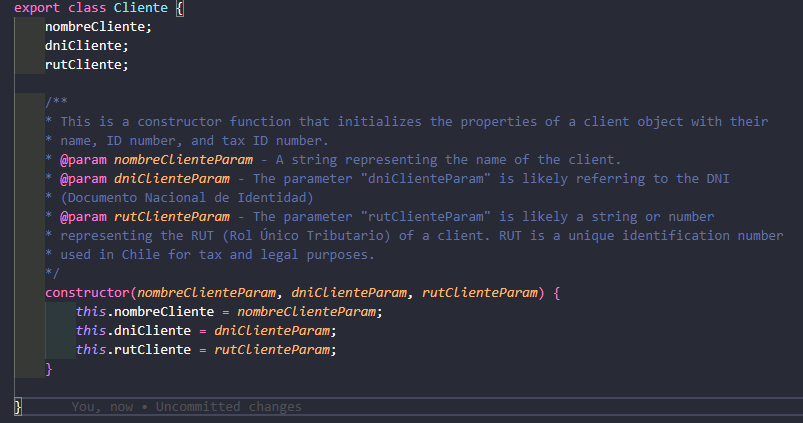 export class Cliente {
nombreCliente;
dniCliente;
rutCliente;
/**
* This is a constructor function that initializes the properties of a client object with their
* name, ID number, and tax ID number.
* @param nombreClienteParam - A string representing the name of the client.
* @param dniClienteParam - The parameter "dniClienteParam" is likely referring to the DNI
* (Documento Nacional de Identidad)
* @param rutClienteParam - The parameter "rutClienteParam" is likely a string or number
* representing the RUT (Rol Único Tributario) of a client. RUT is a unique identification number
* used in Chile for tax and legal purposes.
*/
constructor(nombreClienteParam, dniClienteParam, rutClienteParam) {
this.nombreCliente = nombreClienteParam;
this.dniCliente = dniClienteParam;
this.rutCliente = rutClienteParam;
}
} You, now • Uncommitted changes